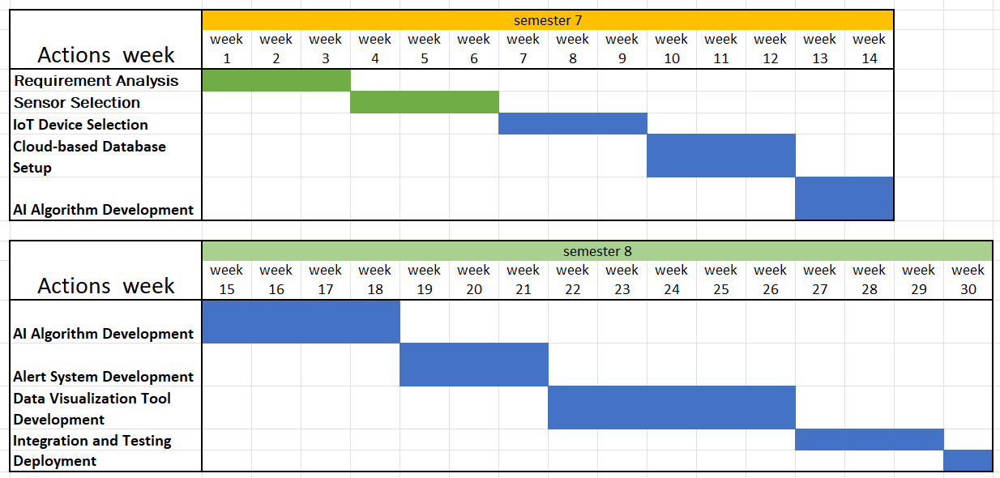 semester 7
Actions week
week week week week week week week week week week week week week week
1 2 3 4 5 6 7 8 9 10 11 12 13 14
Requirement Analysis
Sensor Selection
IoT Device Selection
Cloud-based Database
Setup
AI Algorithm Development
semester 8
Actions week
week week week week week week week week week week week week week week week week
15 16 17 18 19 20 21 22 23 24 25 26 27 28 29 30
AI Algorithm Development
Alert System Development
Data Visualization Tool
Development
Integration and Testing
Deployment